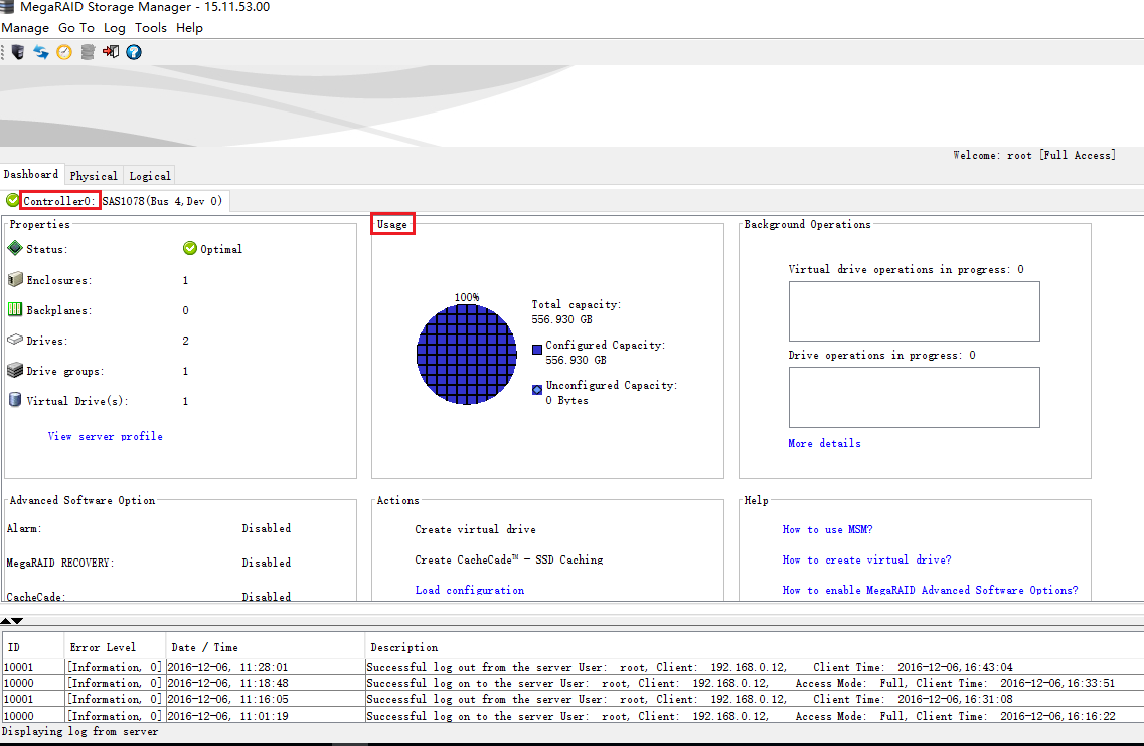 MegaRAID Storage Manager - 15.11.53.00
Manage Go To Log Tools Help
Welcome: root [Full Access]
Dashboard Physical Logical
Controller0: SAS1078(Bus 4,Dev 0)
Properties
Status: Optimal
Enclosures: 1
Backplanes: 0
Drives: 2
Drive groups: 1
Virtual Drive(s): 1
View server profile
Usage
100%
Total capacity:
556.930 GB
Configured Capacity:
556.930 GB
Unconfigured Capacity:
0 Bytes
Background Operations
Virtual drive operations in progress: 0
Drive operations in progress: 0
More details
Advanced Software Option
Alarm: Disabled
MegaRAID RECOVERY: Disabled
CacheCade: Disabled
Actions
Create virtual drive
Create CacheCade™ - SSD Caching
Load configuration
Help
How to use MSM?
How to create virtual drive?
How to enable MegaRAID Advanced Software Options?
ID Error Level Date / Time Description
10001 [Information, 0] 2016-12-06, 11:28:01 Successful log out from the server User: root, Client: 192.168.0.12, Client Time: 2016-12-06,16:43:04
10000 [Information, 0] 2016-12-06, 11:18:48 Successful log on to the server User: root, Client: 192.168.0.12, Access Mode: Full, Client Time: 2016-12-06,16:33:51
10001 [Information, 0] 2016-12-06, 11:16:05 Successful log out from the server User: root, Client: 192.168.0.12, Client Time: 2016-12-06,16:31:08
10000 [Information, 0] 2016-12-06, 11:01:19 Successful log on to the server User: root, Client: 192.168.0.12, Access Mode: Full, Client Time: 2016-12-06,16:16:22
Displaying log from server